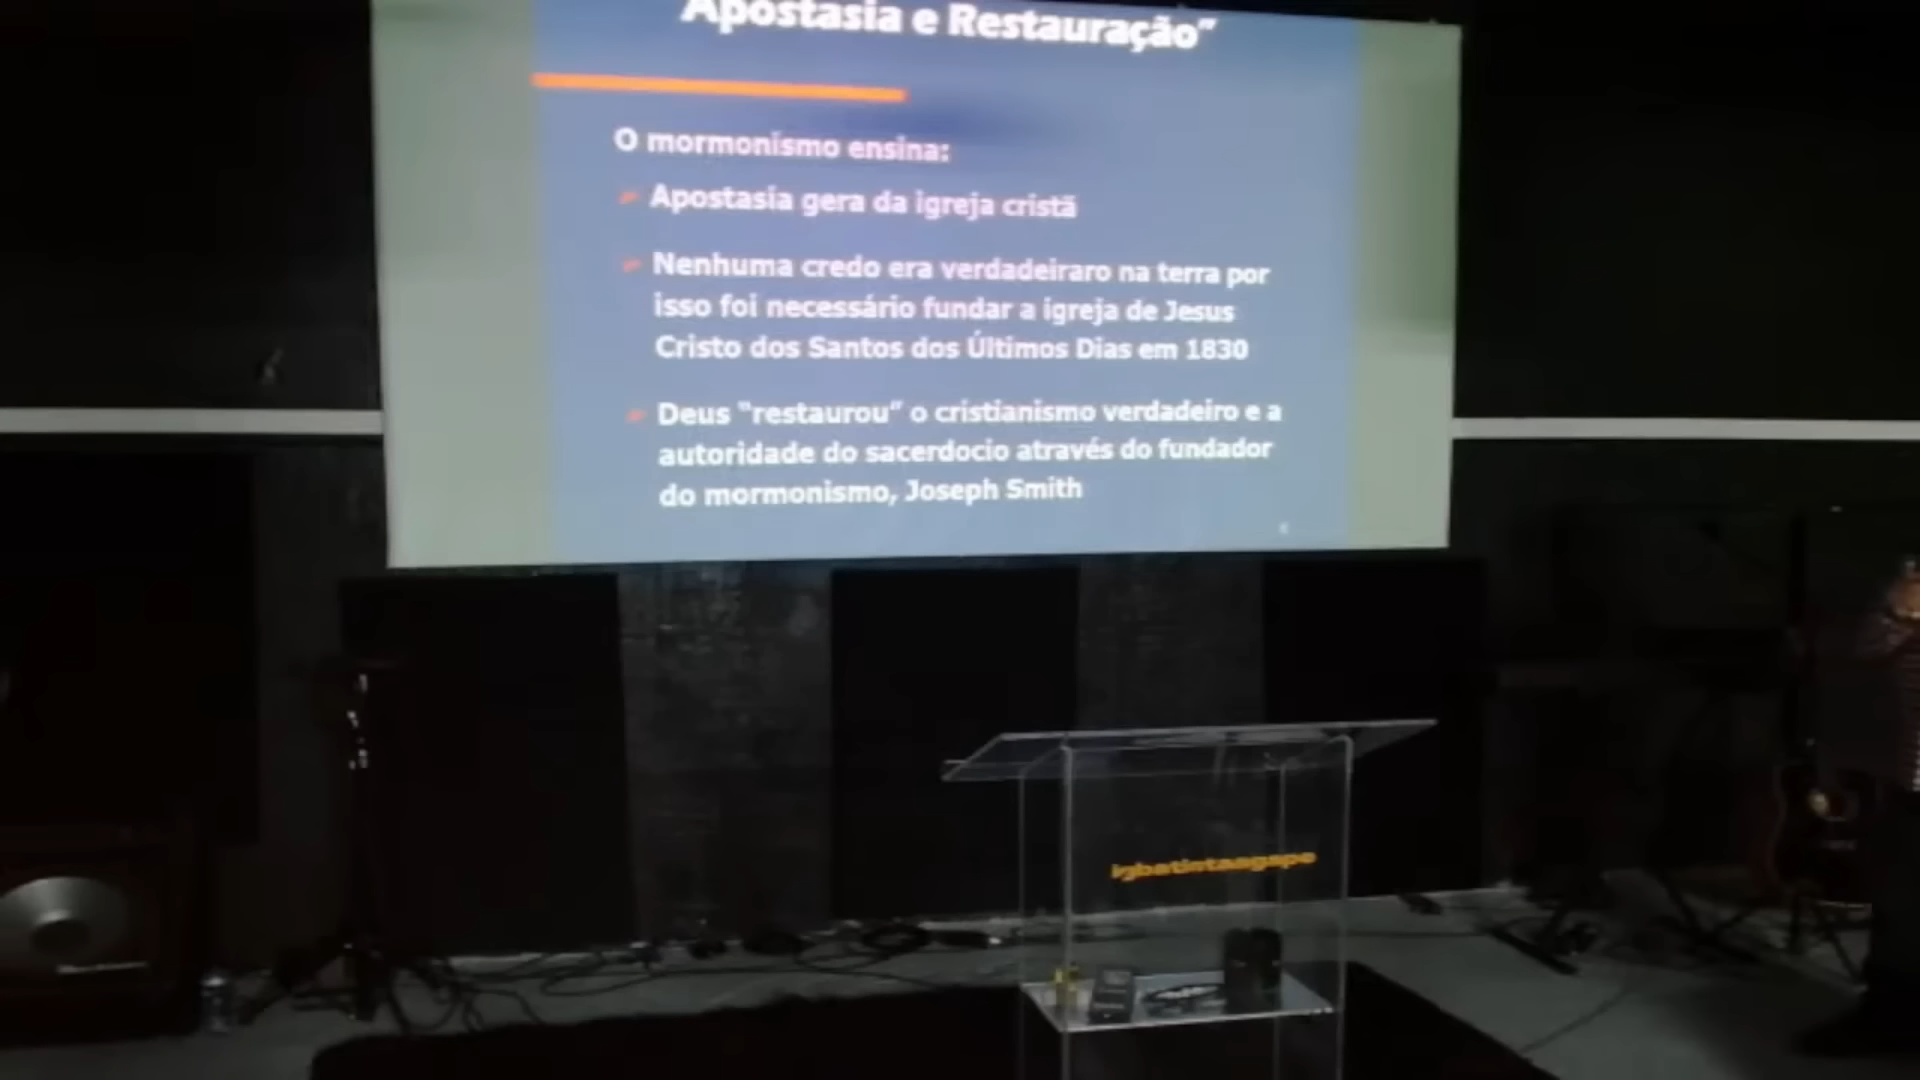 Apostasia e Restauração”
O mormonismo ensina:
Apostasia gera da igreja cristã
Nenhuma credo era verdadeiraro na terra por
isso foi necessário fundar a igreja de Jesus
Cristo dos Santos dos Últimos Dias em 1830
Deus "restaurou” o cristianismo verdadeiro e a
autoridade do sacerdocio através do fundador
do mormonismo, Joseph Smith
igbatistaagape